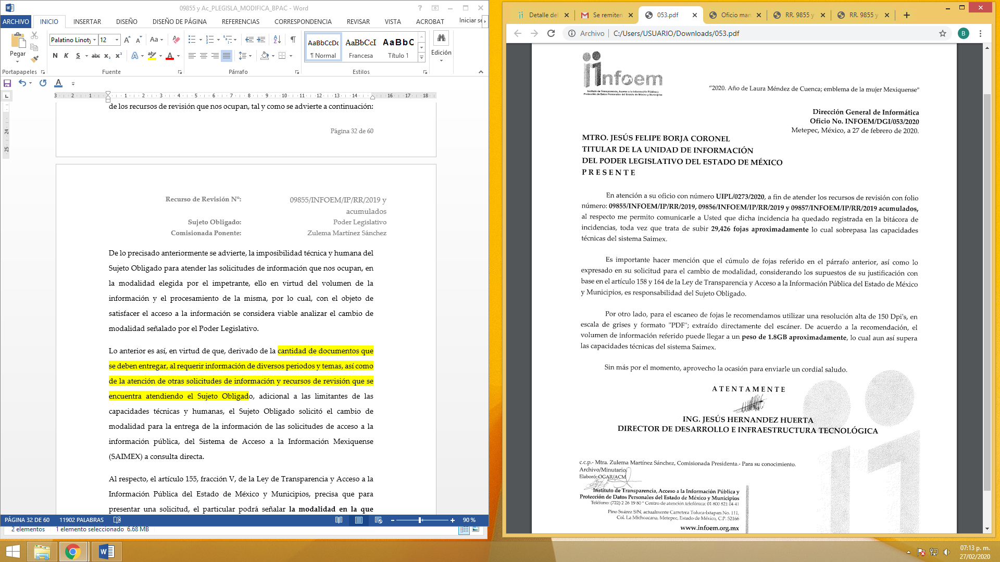 09855 y Ac_PLEGISLA_MODIFICA_BPAC - Word
ARCHIVO INICIO INSERTAR DISEÑO DISEÑO DE PÁGINA REFERENCIAS CORRESPONDENCIA REVISAR VISTA ACROBAT Iniciar se
Palatino Linoty 12
Pegar
N K S abc x₂ x²
AaBbCcDc AaBbCcI AaBbC
¶ Normal Francesa Título 1
Edición
Portapapeles Fuente Párrafo Estilos
3 2 1 1 2 3 4 5 6 7 8 9 10 11 12 13 14 16 17 18
de los recursos de revisión que nos ocupan, tal y como se advierte a continuación:
Página 32 de 60
24
25
Recurso de Revisión N°: 09855/INFOEM/IP/RR/2019 y
acumulados
Sujeto Obligado: Poder Legislativo
Comisionada Ponente: Zulema Martínez Sánchez
De lo precisado anteriormente se advierte, la imposibilidad técnica y humana del
Sujeto Obligado para atender las solicitudes de información que nos ocupan, en
la modalidad elegida por el impetrante, ello en virtud del volumen de la
información y el procesamiento de la misma, por lo cual, con el objeto de
satisfacer el acceso a la información se considera viable analizar el cambio de
modalidad señalado por el Poder Legislativo.
Lo anterior es así, en virtud de que, derivado de la cantidad de documentos que
se deben entregar, al requerir información de diversos periodos y temas, así como
de la atención de otras solicitudes de información y recursos de revisión que se
encuentra atendiendo el Sujeto Obligado, adicional a las limitantes de las
capacidades técnicas y humanas, el Sujeto Obligado solicitó el cambio de
modalidad para la entrega de la información de las solicitudes de acceso a la
información pública, del Sistema de Acceso a la Información Mexiquense
(SAIMEX) a consulta directa.
Al respecto, el artículo 155, fracción V, de la Ley de Transparencia y Acceso a la
Información Pública del Estado de México y Municipios, precisa que para
presentar una solicitud, el particular podrá señalar la modalidad en la que
PÁGINA 32 DE 60 11902 PALABRAS 90 %
2 elementos 1 elemento seleccionado 6.68 MB
Detalle del Se remiten 053.pdf Oficio man RR. 9855 y RR. 9855 y
Archivo C:/Users/USUARIO/Downloads/053.pdf B
infoem
Instituto de Transparencia, Acceso a la Información Pública y
Protección de Datos Personales del Estado de México y Municipios
"2020. Año de Laura Méndez de Cuenca; emblema de la mujer Mexiquense"
Dirección General de Informática
Oficio No. INFOEM/DGI/053/2020
Metepec, México, a 27 de febrero de 2020.
MTRO. JESÚS FELIPE BORJA CORONEL
TITULAR DE LA UNIDAD DE INFORMACIÓN
DEL PODER LEGISLATIVO DEL ESTADO DE MÉXICO
P R E S E N T E
En atención a su oficio con número UIPL/0273/2020, a fin de atender los recursos de revisión con folio
número: 09855/INFOEM/IP/RR/2019, 09856/INFOEM/IP/RR/2019 y 09857/INFOEM/IP/RR/2019 acumulados,
al respecto me permito comunicarle a Usted que dicha incidencia ha quedado registrada en la bitácora de
incidencias, toda vez que trata de subir 29,426 fojas aproximadamente lo cual sobrepasa las capacidades
técnicas del sistema Saimex.
Es importante hacer mención que el cúmulo de fojas referido en el párrafo anterior, así como lo
expresado en su solicitud para el cambio de modalidad, considerando los supuestos de su justificación con
base en el artículo 158 y 164 de la Ley de Transparencia y Acceso a la Información Pública del Estado de México
y Municipios, es responsabilidad del Sujeto Obligado.
Por otro lado, para el escaneo de fojas le recomendamos utilizar una resolución alta de 150 Dpi's, en
escala de grises y formato "PDF"; extraído directamente del escáner. De acuerdo a la recomendación, el
volumen de información referido puede llegar a un peso de 1.8GB aproximadamente, lo cual aun así supera
las capacidades técnicas del sistema Saimex.
Sin más por el momento, aprovecho la ocasión para enviarle un cordial saludo.
A T E N T A M E N T E
ING. JESÚS HERNANDEZ HUERTA
DIRECTOR DE DESARROLLO E INFRAESTRUCTURA TECNOLÓGICA
c.c.p.- Mtra. Zulema Martínez Sánchez, Comisionada Presidenta.- Para su conocimiento.
Archivo/Minutario
Elaboró: OGAR/ACM
Instituto de Transparencia, Acceso a la Información Pública y
Protección de Datos Personales del Estado de México y Municipios
Teléfono: (722) 2 26 19 80 * Centro de atención telefónica: 01 800 821 04 41
Pino Suárez S/N, actualmente Carretera Toluca-Ixtapan No. 111,
Col. La Michoacana, Metepec, Estado de México, C.P. 52166
www.infoem.org.mx
07:13 p. m.
27/02/2020